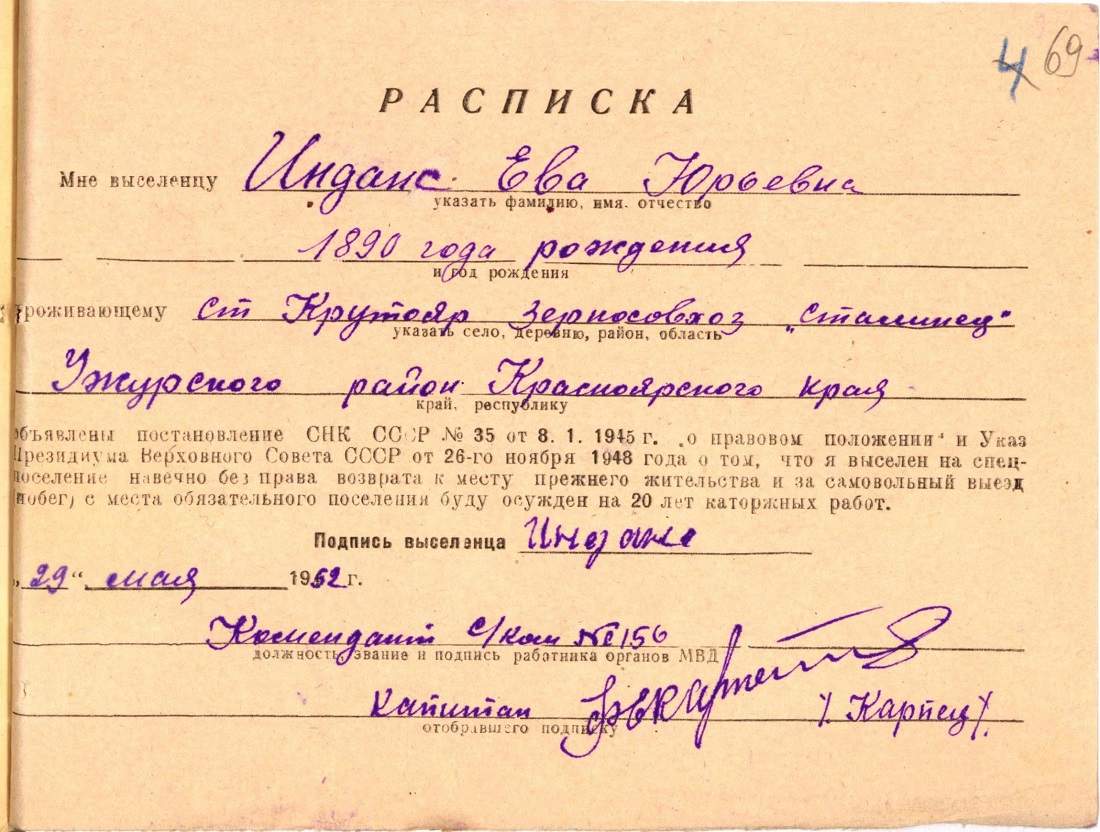 4 69
РАСПИСКА
Мне выселенцу Инданс Ева Юрьевна
указать фамилию, имя. отчество
1890 года рождения
и год рождения
проживающему ст Крутояр Зерносовхоз „Сталинец"
указать село, деревню, район, область
Ужурского район Красноярского края
край, республику
объявлены постановление СНК СССР № 35 от 8. 1. 1945 г. „о правовом положении“ и Указ
Президиума Верховного Совета СССР от 26-го ноября 1948 года о том, что я выселен на спец-
поселение навечно без права возврата к месту прежнего жительства и за самовольный выезд
(побег) с места обязательного поселения буду осужден на 20 лет каторжных работ.
Подпись выселенца Инданс
„29“ мая 1952 г.
Комендант с/ком №156
должность, звание и подпись работника органов МВД
капитан /Карпец/.
отобравшего подписку